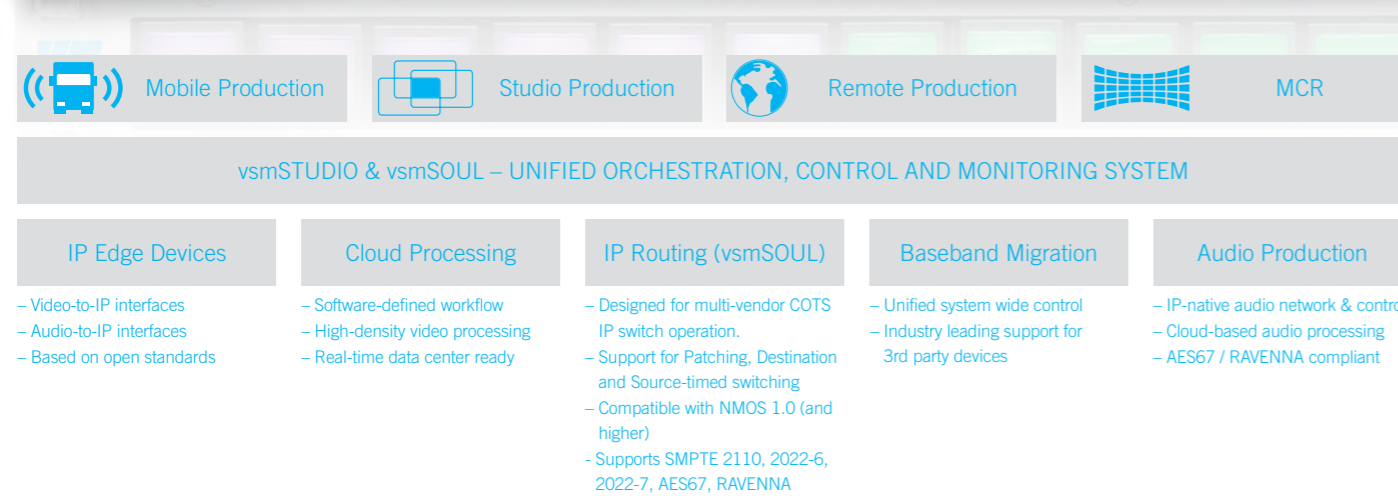 Mobile Production
Studio Production
Remote Production
MCR
vsmSTUDIO & vsmSOUL – UNIFIED ORCHESTRATION, CONTROL AND MONITORING SYSTEM
IP Edge Devices
– Video-to-IP interfaces
– Audio-to-IP interfaces
– Based on open standards
Cloud Processing
– Software-defined workflow
– High-density video processing
– Real-time data center ready
IP Routing (vsmSOUL)
– Designed for multi-vendor COTS
IP switch operation.
– Support for Patching, Destination
and Source-timed switching
– Compatible with NMOS 1.0 (and
higher)
- Supports SMPTE 2110, 2022-6,
2022-7, AES67, RAVENNA
Baseband Migration
– Unified system wide control
– Industry leading support for
3rd party devices
Audio Production
– IP-native audio network &
– Cloud-based audio processing
– AES67 / RAVENNA compliant